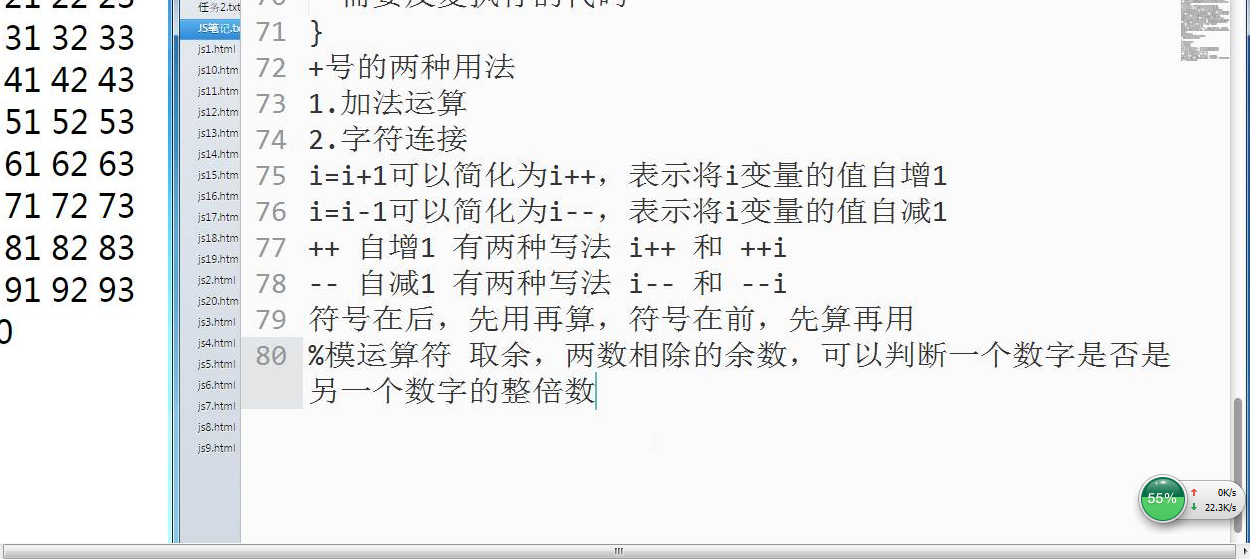 21 22 23
31 32 33
41 42 43
51 52 53
61 62 63
71 72 73
81 82 83
91 92 93
0
任务2.txt
JS笔记.tx
js1.html
js10.htm
js11.htm
js12.htm
js13.htm
js14.htm
js15.htm
js16.htm
js17.htm
js18.htm
js19.htm
js2.html
js20.htm
js3.html
js4.html
js5.html
js6.html
js7.html
js8.html
js9.html
70 需要反复执行的代码
71 }
72 +号的两种用法
73 1.加法运算
74 2.字符连接
75 i=i+1可以简化为i++，表示将i变量的值自增1
76 i=i-1可以简化为i--，表示将i变量的值自减1
77 ++ 自增1 有两种写法 i++ 和 ++i
78 -- 自减1 有两种写法 i-- 和 --i
79 符号在后，先用再算，符号在前，先算再用
80 %模运算符 取余，两数相除的余数，可以判断一个数字是否是
另一个数字的整倍数
55%
0K/s
22.3K/s